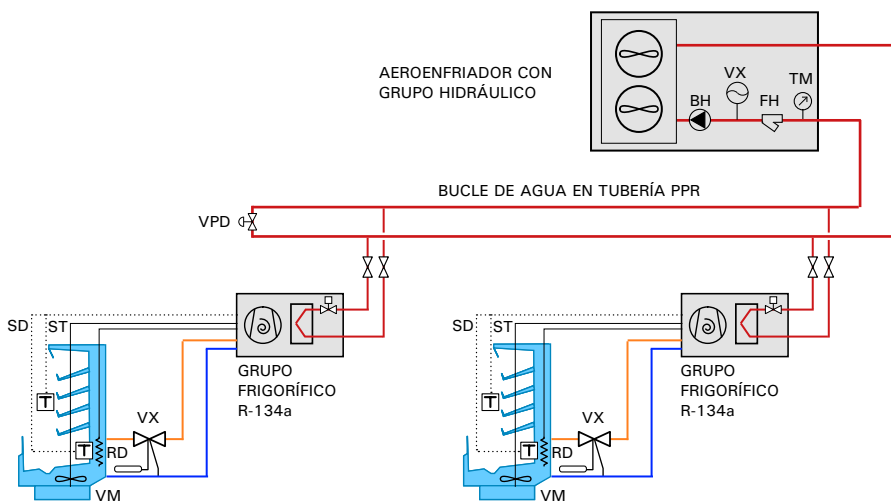 AEROENFRIADOR CON
GRUPO HIDRÁULICO
BH
VX
FH
TM
BUCLE DE AGUA EN TUBERÍA PPR
VPD
SD
ST
T
T
RD
VX
VM
GRUPO
FRIGORÍFICO
R-134a
SD
ST
T
T
RD
VX
VM
GRUPO
FRIGORÍFICO
R-134a